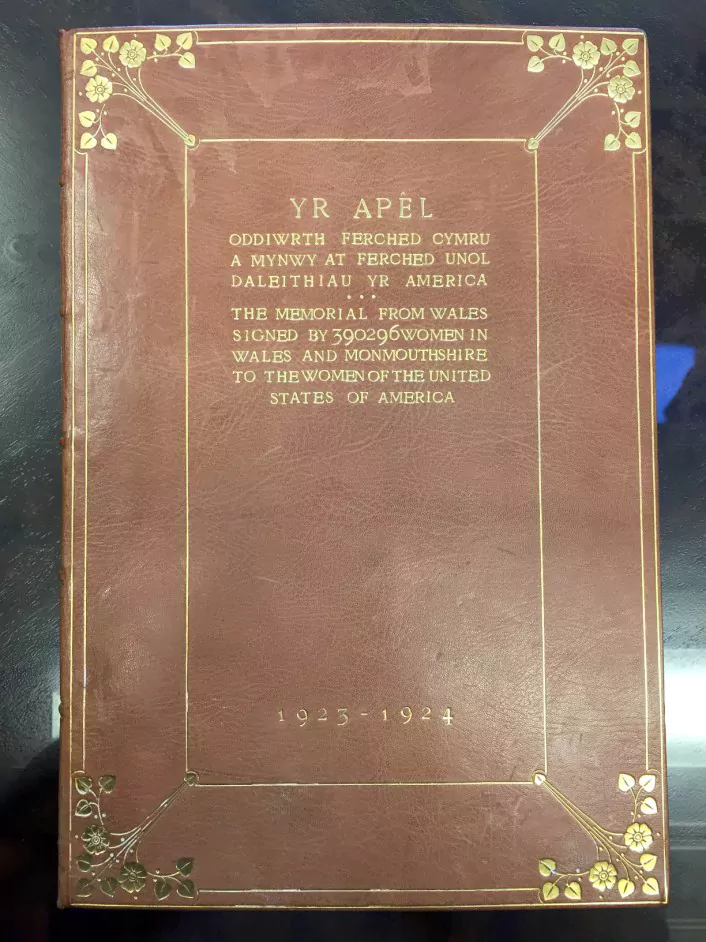 YR APÊL
ODDIWRTH FERCHED CYMRU
A MYNWY AT FERCHED UNOL
DALEITHIAU YR AMERICA
• • •
THE MEMORIAL FROM WALES
SIGNED BY 390296 WOMEN IN
WALES AND MONMOUTHSHIRE
TO THE WOMEN OF THE UNITED
STATES OF AMERICA
1923-1924